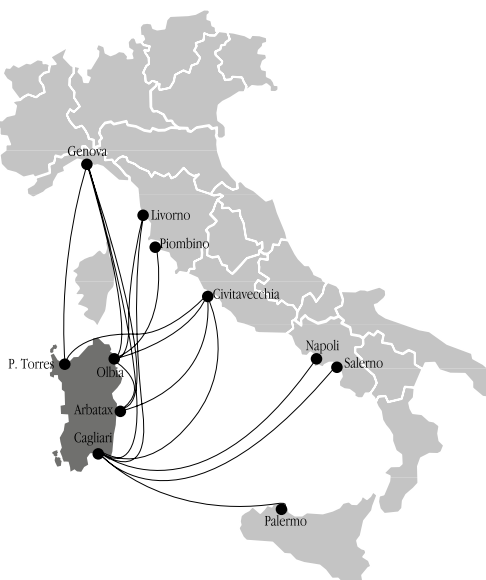 Genova
Livorno
Piombino
Civitavecchia
Napoli
Salerno
P. Torres
Olbia
Arbatax
Cagliari
Palermo